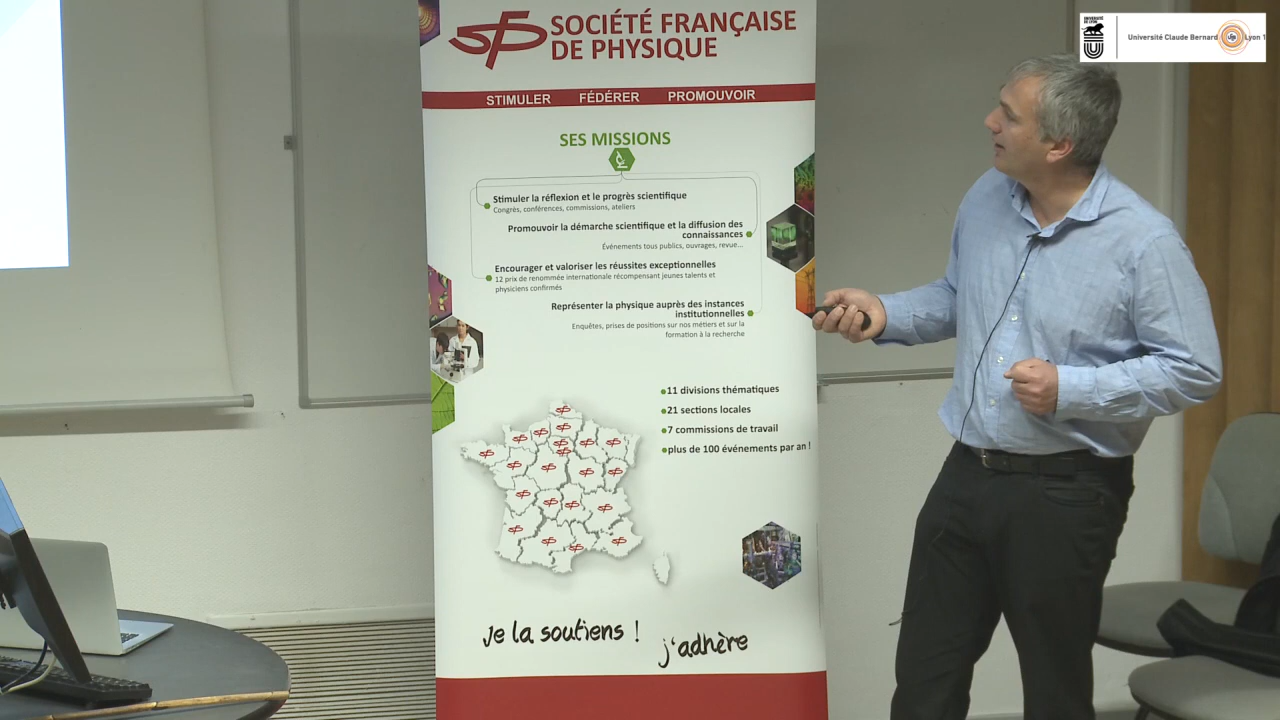 SFP SOCIÉTÉ FRANÇAISE
DE PHYSIQUE
UNIVERSITÉ
DE LYON
Université Claude Bernard Lyon 1
STIMULER FÉDÉRER PROMOUVOIR
SES MISSIONS
Stimuler la réflexion et le progrès scientifique
Congrès, conférences, commissions, ateliers
Promouvoir la démarche scientifique et la diffusion des
connaissances
Événements tous publics, ouvrages, revue...
Encourager et valoriser les réussites exceptionnelles
12 prix de renommée internationale récompensant jeunes talents et
physiciens confirmés
Représenter la physique auprès des instances
institutionnelles
Enquêtes, prises de positions sur nos métiers et sur la
formation à la recherche
11 divisions thématiques
21 sections locales
7 commissions de travail
plus de 100 événements par an !
je la soutiens !
j'adhère